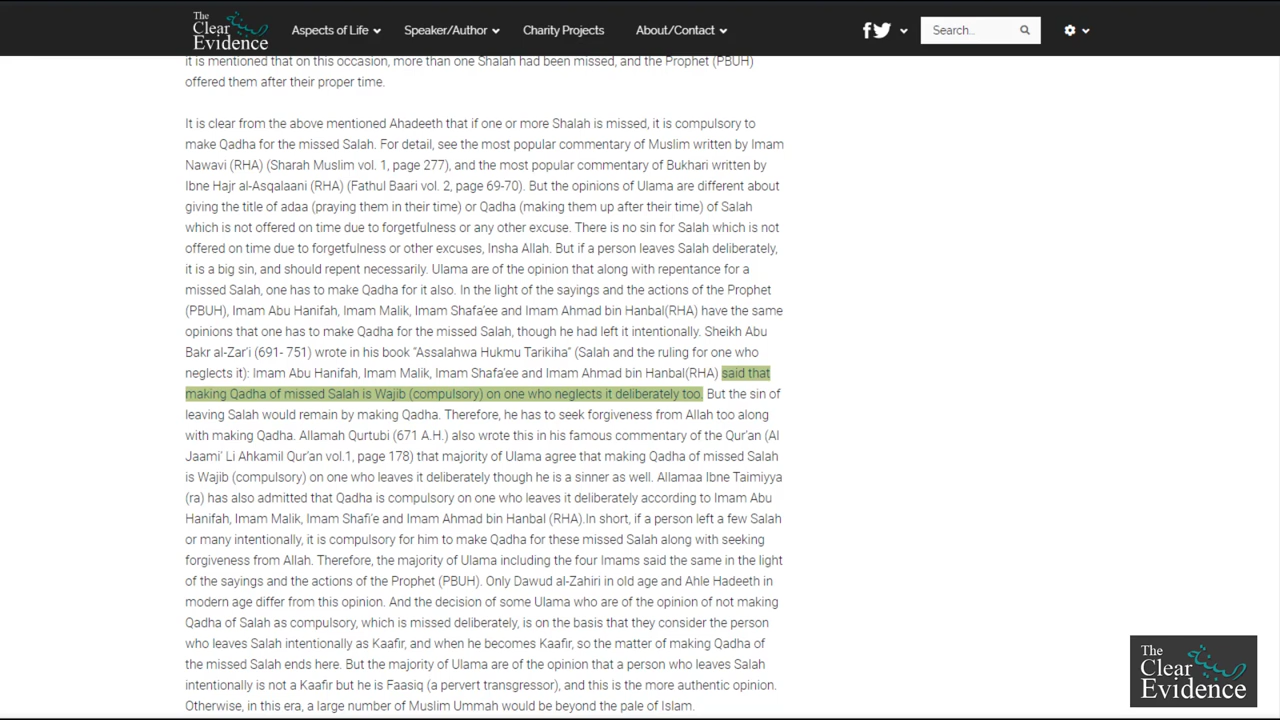 The Clear Evidence
Aspects of Life Speaker/Author Charity Projects About/Contact Search...
it is mentioned that on this occasion, more than one Shalah had been missed, and the Prophet (PBUH)
offered them after their proper time.
It is clear from the above mentioned Ahadeeth that if one or more Shalah is missed, it is compulsory to
make Qadha for the missed Salah. For detail, see the most popular commentary of Muslim written by Imam
Nawavi (RHA) (Sharah Muslim vol. 1, page 277), and the most popular commentary of Bukhari written by
Ibne Hajr al-Asqalaani (RHA) (Fathul Baari vol. 2, page 69-70). But the opinions of Ulama are different about
giving the title of adaa (praying them in their time) or Qadha (making them up after their time) of Salah
which is not offered on time due to forgetfulness or any other excuse. There is no sin for Salah which is not
offered on time due to forgetfulness or other excuses, Insha Allah. But if a person leaves Salah deliberately,
it is a big sin, and should repent necessarily. Ulama are of the opinion that along with repentance for a
missed Salah, one has to make Qadha for it also. In the light of the sayings and the actions of the Prophet
(PBUH), Imam Abu Hanifah, Imam Malik, Imam Shafa'ee and Imam Ahmad bin Hanbal(RHA) have the same
opinions that one has to make Qadha for the missed Salah, though he had left it intentionally. Sheikh Abu
Bakr al-Zar'i (691- 751) wrote in his book “Assalahwa Hukmu Tarikiha” (Salah and the ruling for one who
neglects it): Imam Abu Hanifah, Imam Malik, Imam Shafa'ee and Imam Ahmad bin Hanbal(RHA) said that
making Qadha of missed Salah is Wajib (compulsory) on one who neglects it deliberately too. But the sin of
leaving Salah would remain by making Qadha. Therefore, he has to seek forgiveness from Allah too along
with making Qadha. Allamah Qurtubi (671 A.H.) also wrote this in his famous commentary of the Qur'an (Al
Jaami' Li Ahkamil Qur'an vol.1, page 178) that majority of Ulama agree that making Qadha of missed Salah
is Wajib (compulsory) on one who leaves it deliberately though he is a sinner as well. Allamaa Ibne Taimiyya
(ra) has also admitted that Qadha is compulsory on one who leaves it deliberately according to Imam Abu
Hanifah, Imam Malik, Imam Shafi'e and Imam Ahmad bin Hanbal (RHA).In short, if a person left a few Salah
or many intentionally, it is compulsory for him to make Qadha for these missed Salah along with seeking
forgiveness from Allah. Therefore, the majority of Ulama including the four Imams said the same in the light
of the sayings and the actions of the Prophet (PBUH). Only Dawud al-Zahiri in old age and Ahle Hadeeth in
modern age differ from this opinion. And the decision of some Ulama who are of the opinion of not making
Qadha of Salah as compulsory, which is missed deliberately, is on the basis that they consider the person
who leaves Salah intentionally as Kaafir, and when he becomes Kaafir, so the matter of making Qadha of
the missed Salah ends here. But the majority of Ulama are of the opinion that a person who leaves Salah
intentionally is not a Kaafir but he is Faasiq (a pervert transgressor), and this is the more authentic opinion.
Otherwise, in this era, a large number of Muslim Ummah would be beyond the pale of Islam.
The
Clear
Evidence